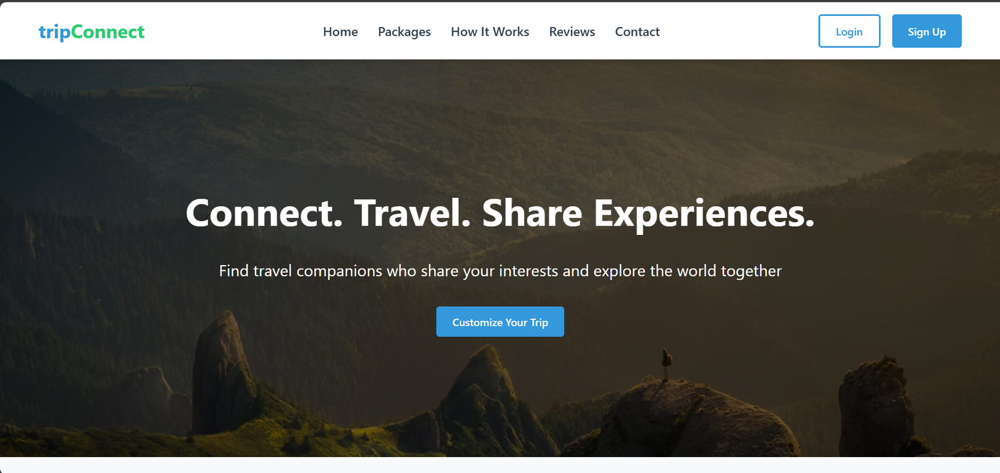 tripConnect
Home Packages How It Works Reviews Contact
Login Sign Up
Connect. Travel. Share Experiences.
Find travel companions who share your interests and explore the world together
Customize Your Trip